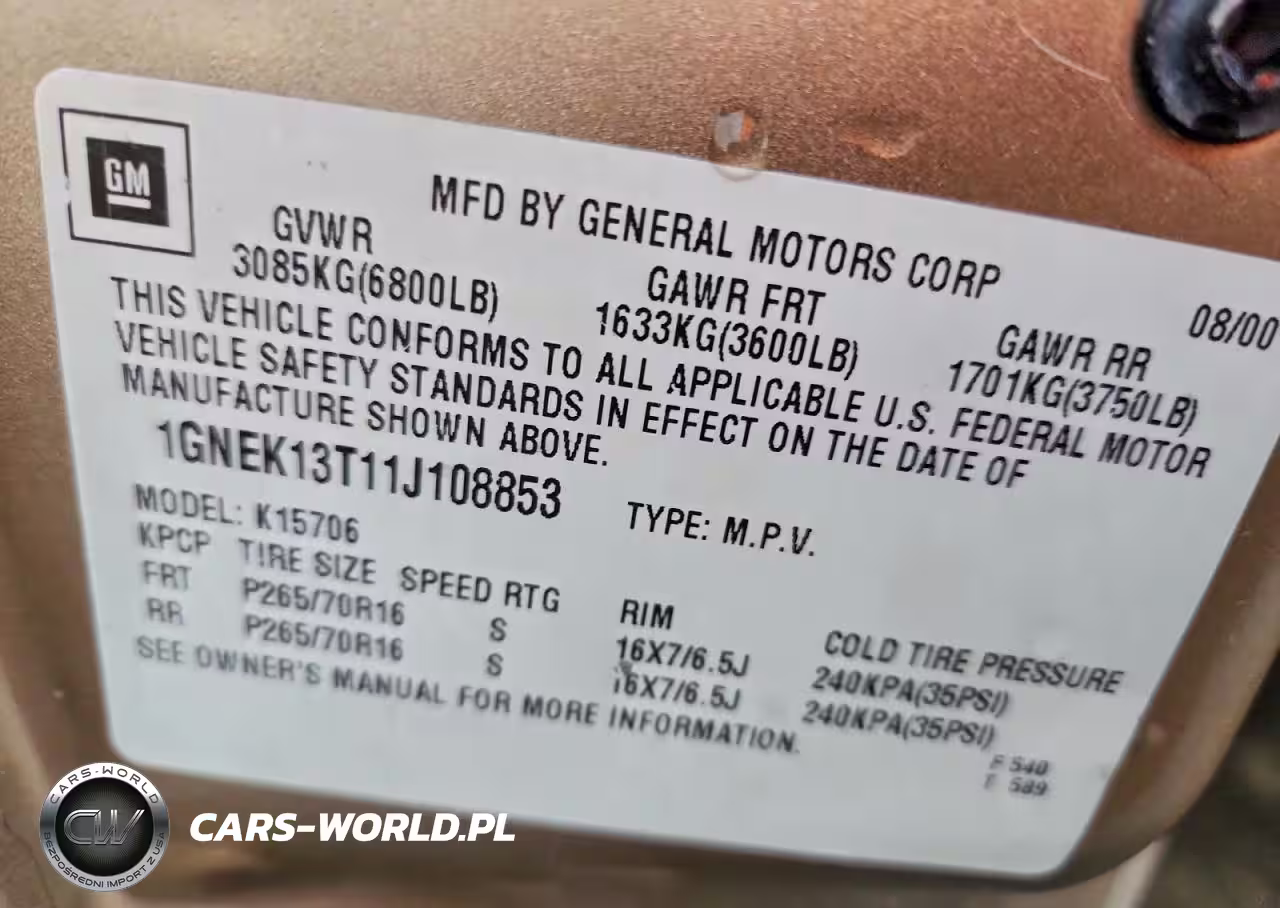 GM
MFD BY GENERAL MOTORS CORP
08/00
GVWR GAWR FRT GAWR RR
3085KG(6800LB) 1633KG(3600LB) 1701KG(3750LB)
THIS VEHICLE CONFORMS TO ALL APPLICABLE U.S. FEDERAL MOTOR
VEHICLE SAFETY STANDARDS IN EFFECT ON THE DATE OF
MANUFACTURE SHOWN ABOVE.
1GNEK13T11J108853 TYPE: M.P.V.
MODEL: K15706
KPCP TIRE SIZE SPEED RTG RIM COLD TIRE PRESSURE
FRT P265/70R16 S 16X7/6.5J 240KPA(35PSI)
RR P265/70R16 S 16X7/6.5J 240KPA(35PSI)
SEE OWNER'S MANUAL FOR MORE INFORMATION.
F 540
F 589
CARS-WORLD
CW
BEZPOŚREDNI IMPORT Z USA
CARS-WORLD.PL